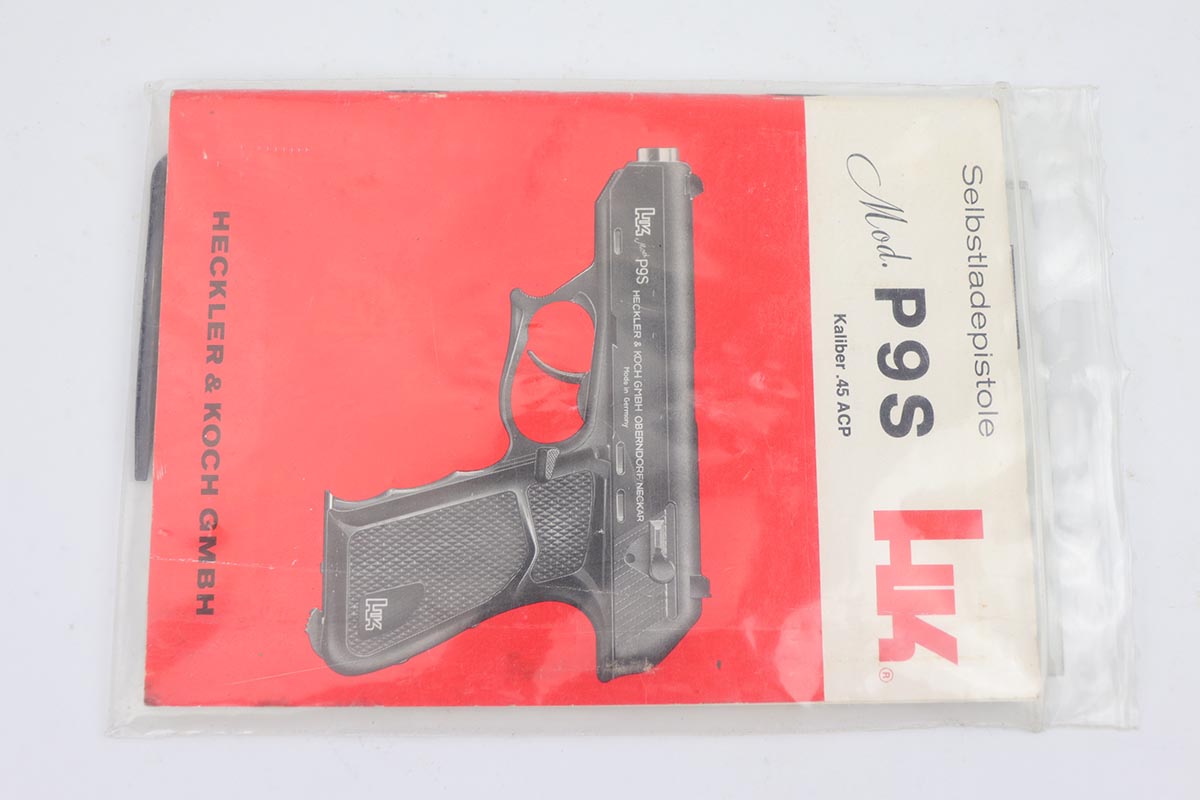 Selbstladepistole
Mod. P9S
Kaliber .45 ACP
HK
®
HK Mod. P9S HECKLER & KOCH GMBH OBERNDORF/NECKAR
Made in Germany
HK
HECKLER & KOCH GMBH